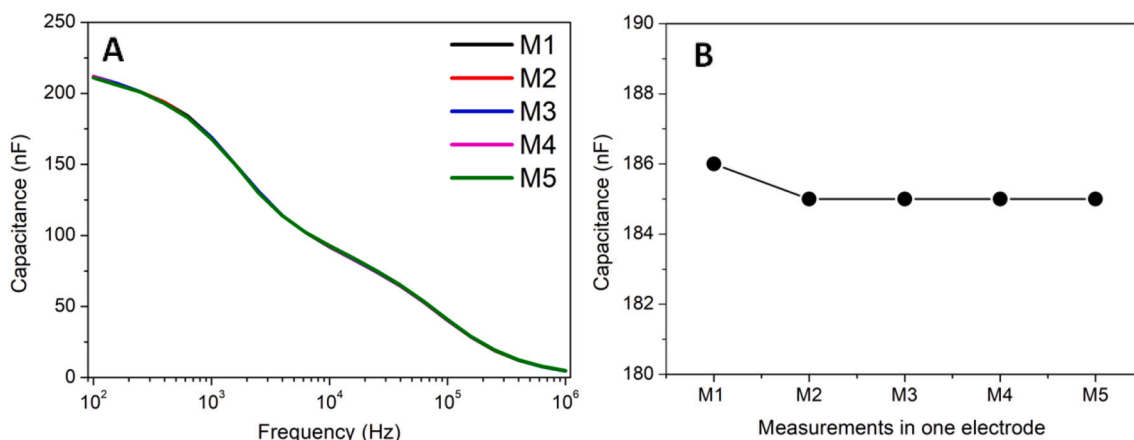 A
250
200
150
100
50
0
Capacitance (nF)
M1
M2
M3
M4
M5
10²
10³
10⁴
10⁵
10⁶
Frequency (Hz)
B
190
188
186
184
182
180
Capacitance (nF)
M1
M2
M3
M4
M5
Measurements in one electrode